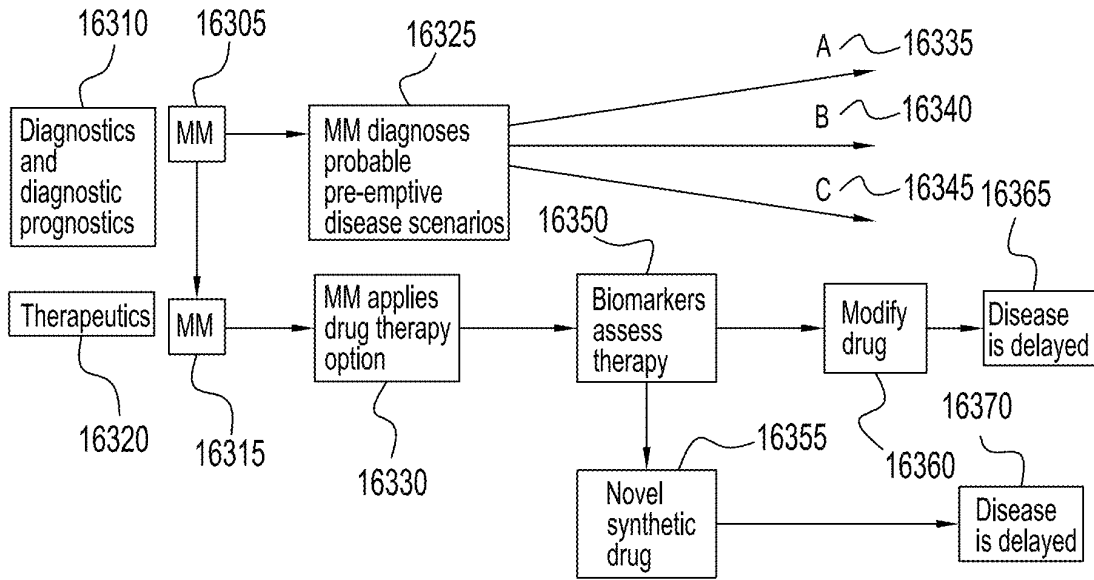 16310
16305
16325
A
16335
B
16340
C
16345
Diagnostics
and
diagnostic
prognostics
MM
MM diagnoses
probable
pre-emptive
disease scenarios
16350
16365
Therapeutics
MM
MM applies
drug therapy
option
Biomarkers
assess
therapy
Modify
drug
Disease
is delayed
16320
16315
16330
16355
16360
16370
Novel
synthetic
drug
Disease
is delayed